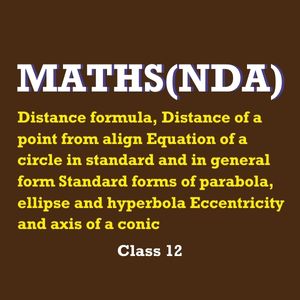 MATHS(NDA)
Distance formula, Distance of a
point from align Equation of a
circle in standard and in general
form Standard forms of parabola,
ellipse and hyperbola Eccentricity
and axis of a conic
Class 12